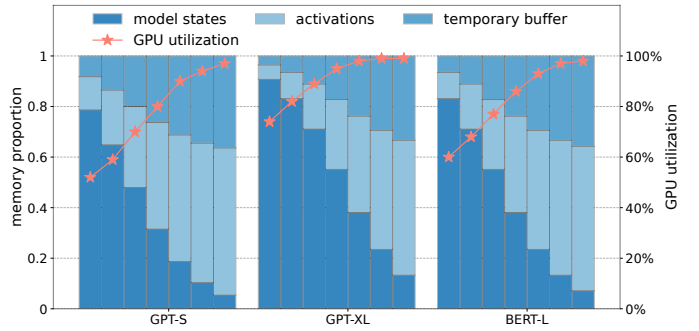 model states activations temporary buffer
GPU utilization
memory proportion
1
0.8
0.6
0.4
0.2
0
100%
80%
60%
40%
20%
0%
GPU utilization
GPT-S GPT-XL BERT-L